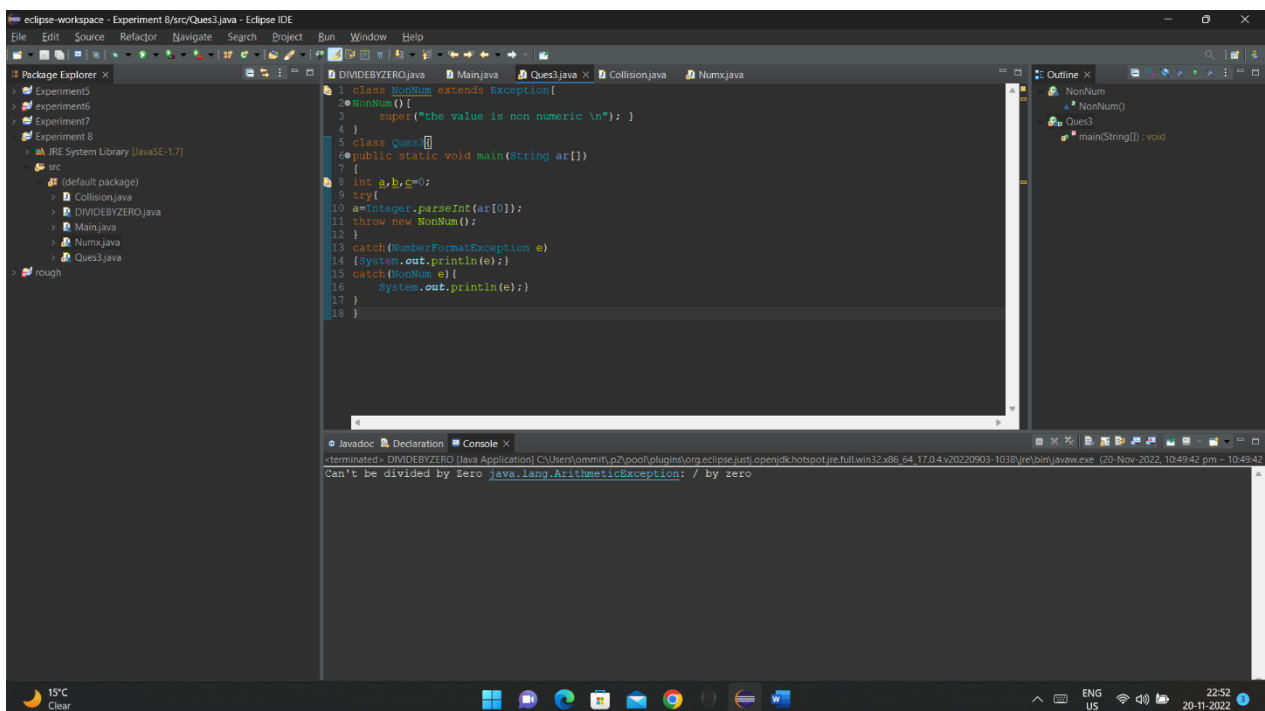 eclipse-workspace - Experiment 8/src/Ques3.java - Eclipse IDE
File Edit Source Refactor Navigate Search Project Run Window Help
Package Explorer
Experiment5
experiment6
Experiment7
Experiment 8
JRE System Library [JavaSE-1.7]
src
(default package)
Collision.java
DIVIDEBYZERO.java
Main.java
Numx.java
Ques3.java
rough
DIVIDEBYZERO.java Main.java Ques3.java Collision.java Numx.java
1 class NonNum extends Exception{
2 NonNum(){
3 super("the value is non numeric \n"); }
4 }
5 class Ques3{
6 public static void main(String ar[])
7 {
8 int a,b,c=0;
9 try{
10 a=Integer.parseInt(ar[0]);
11 throw new NonNum();
12 }
13 catch(NumberFormatException e)
14 {System.out.println(e);}
15 catch(NonNum e){
16 System.out.println(e);}
17 }
18 }
Outline
NonNum
NonNum()
Ques3
main(String[]) : void
Javadoc Declaration Console
<terminated> DIVIDEBYZERO [Java Application] C:\Users\ommit\.p2\pool\plugins\org.eclipse.justj.openjdk.hotspot.jre.full.win32.x86_64_17.0.4.v20220903-1038\jre\bin\javaw.exe (20-Nov-2022, 10:49:42 pm – 10:49:42
Can't be divided by Zero java.lang.ArithmeticException: / by zero
15°C
Clear
ENG
US
22:52
20-11-2022
3